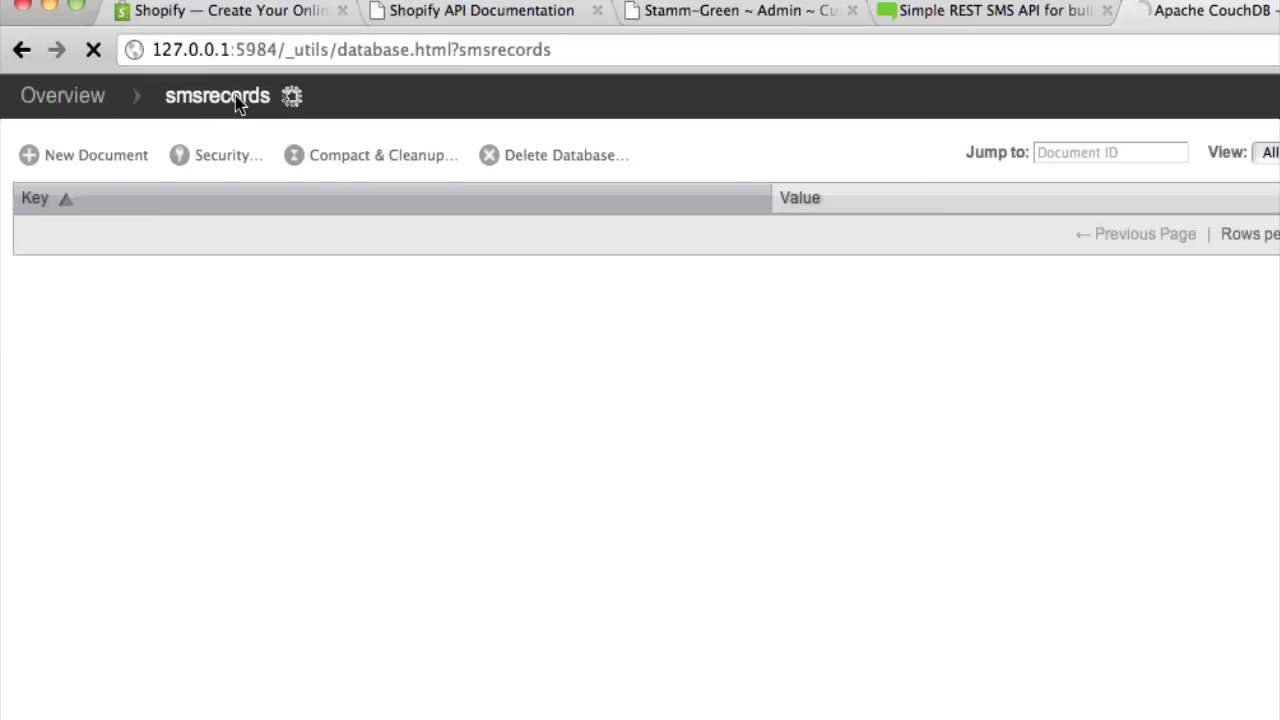 Shopify — Create Your Onlin
Shopify API Documentation
Stamm-Green ~ Admin ~ Cu
Simple REST SMS API for buil
Apache CouchDB -
127.0.0.1:5984/_utils/database.html?smsrecords
Overview smsrecords
New Document Security… Compact & Cleanup… Delete Database… Jump to: Document ID View: All
Key Value
← Previous Page | Rows pe